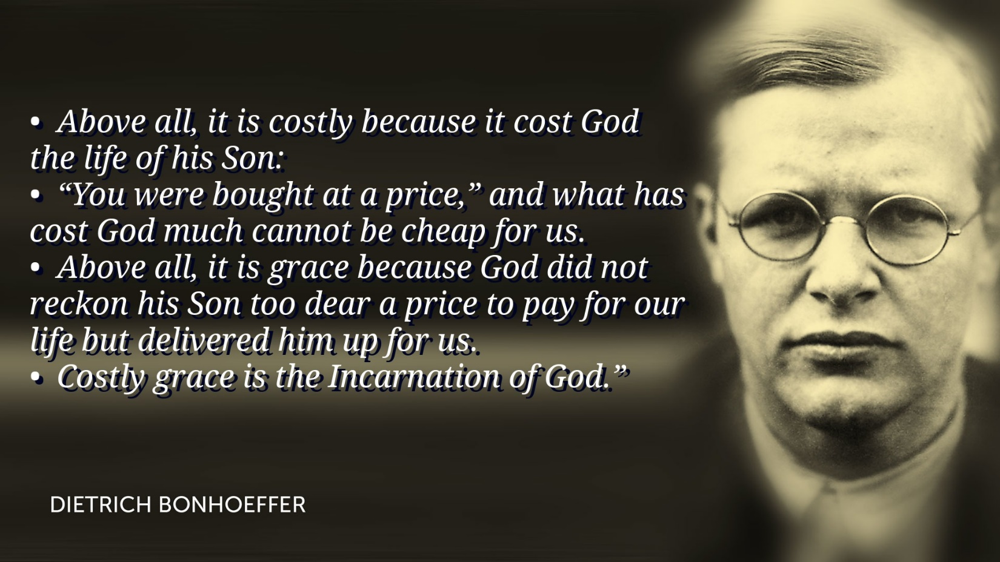 • Above all, it is costly because it cost God
the life of his Son:
• “You were bought at a price,” and what has
cost God much cannot be cheap for us.
• Above all, it is grace because God did not
reckon his Son too dear a price to pay for our
life but delivered him up for us.
• Costly grace is the Incarnation of God.”
DIETRICH BONHOEFFER